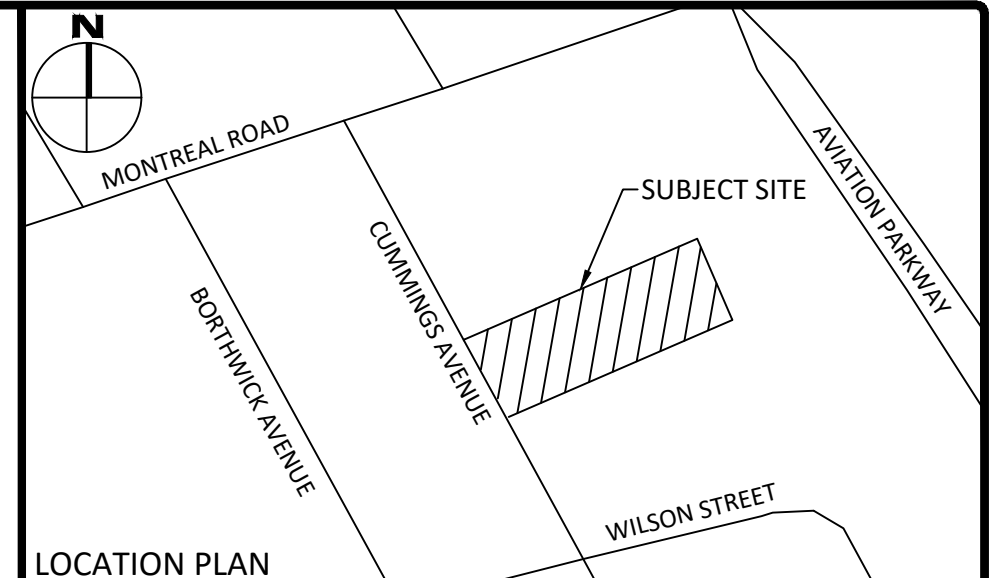 N
MONTREAL ROAD
SUBJECT SITE
AVIATION PARKWAY
CUMMINGS AVENUE
BORTHWICK AVENUE
WILSON STREET
LOCATION PLAN